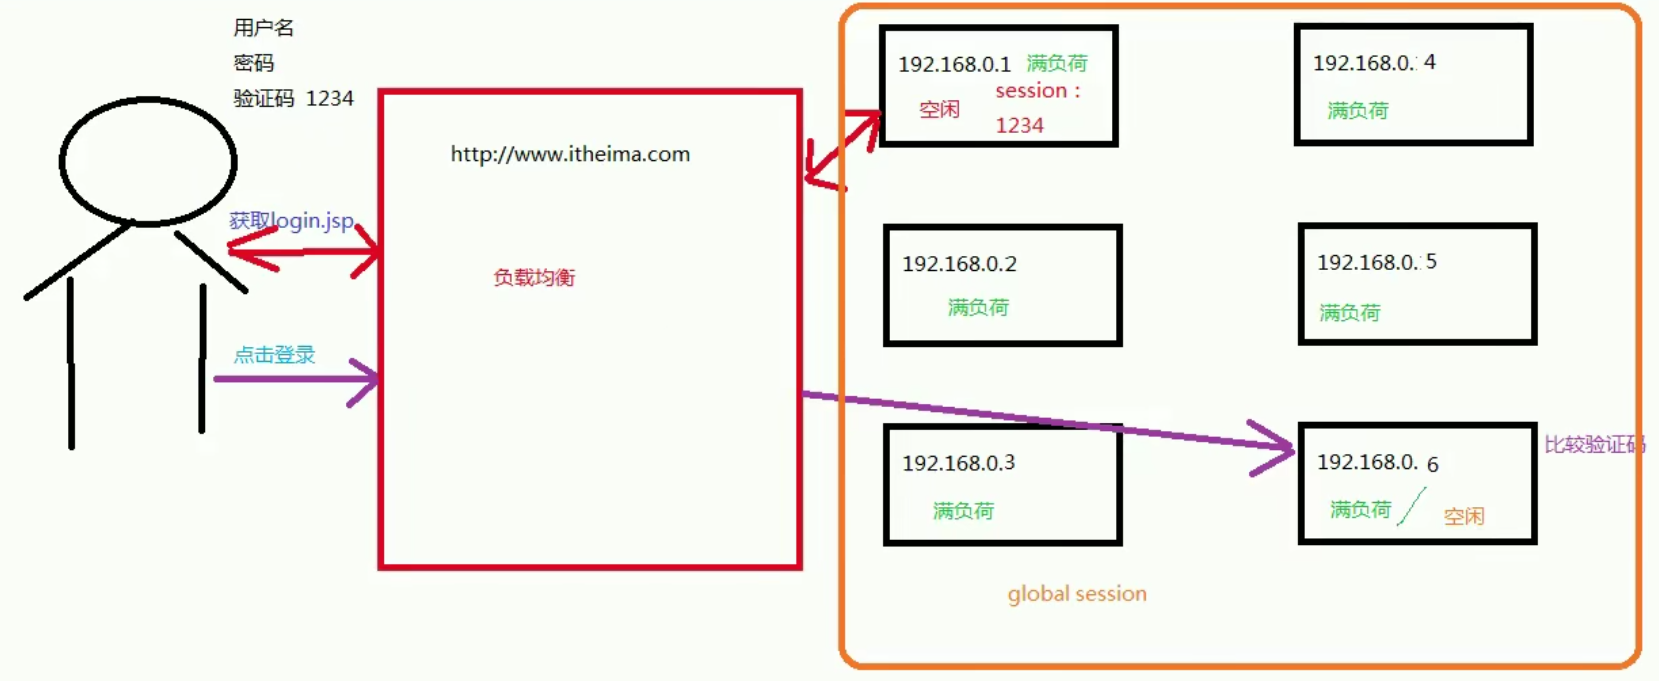 用户名
密码
验证码 1234
获取login.jsp
点击登录
http://www.itheima.com
负载均衡
192.168.0.1 满负荷
空闲
session：
1234
192.168.0. 4
满负荷
192.168.0.2
满负荷
192.168.0. 5
满负荷
192.168.0.3
满负荷
192.168.0. 6
满负荷
空闲
比较验证码
global session